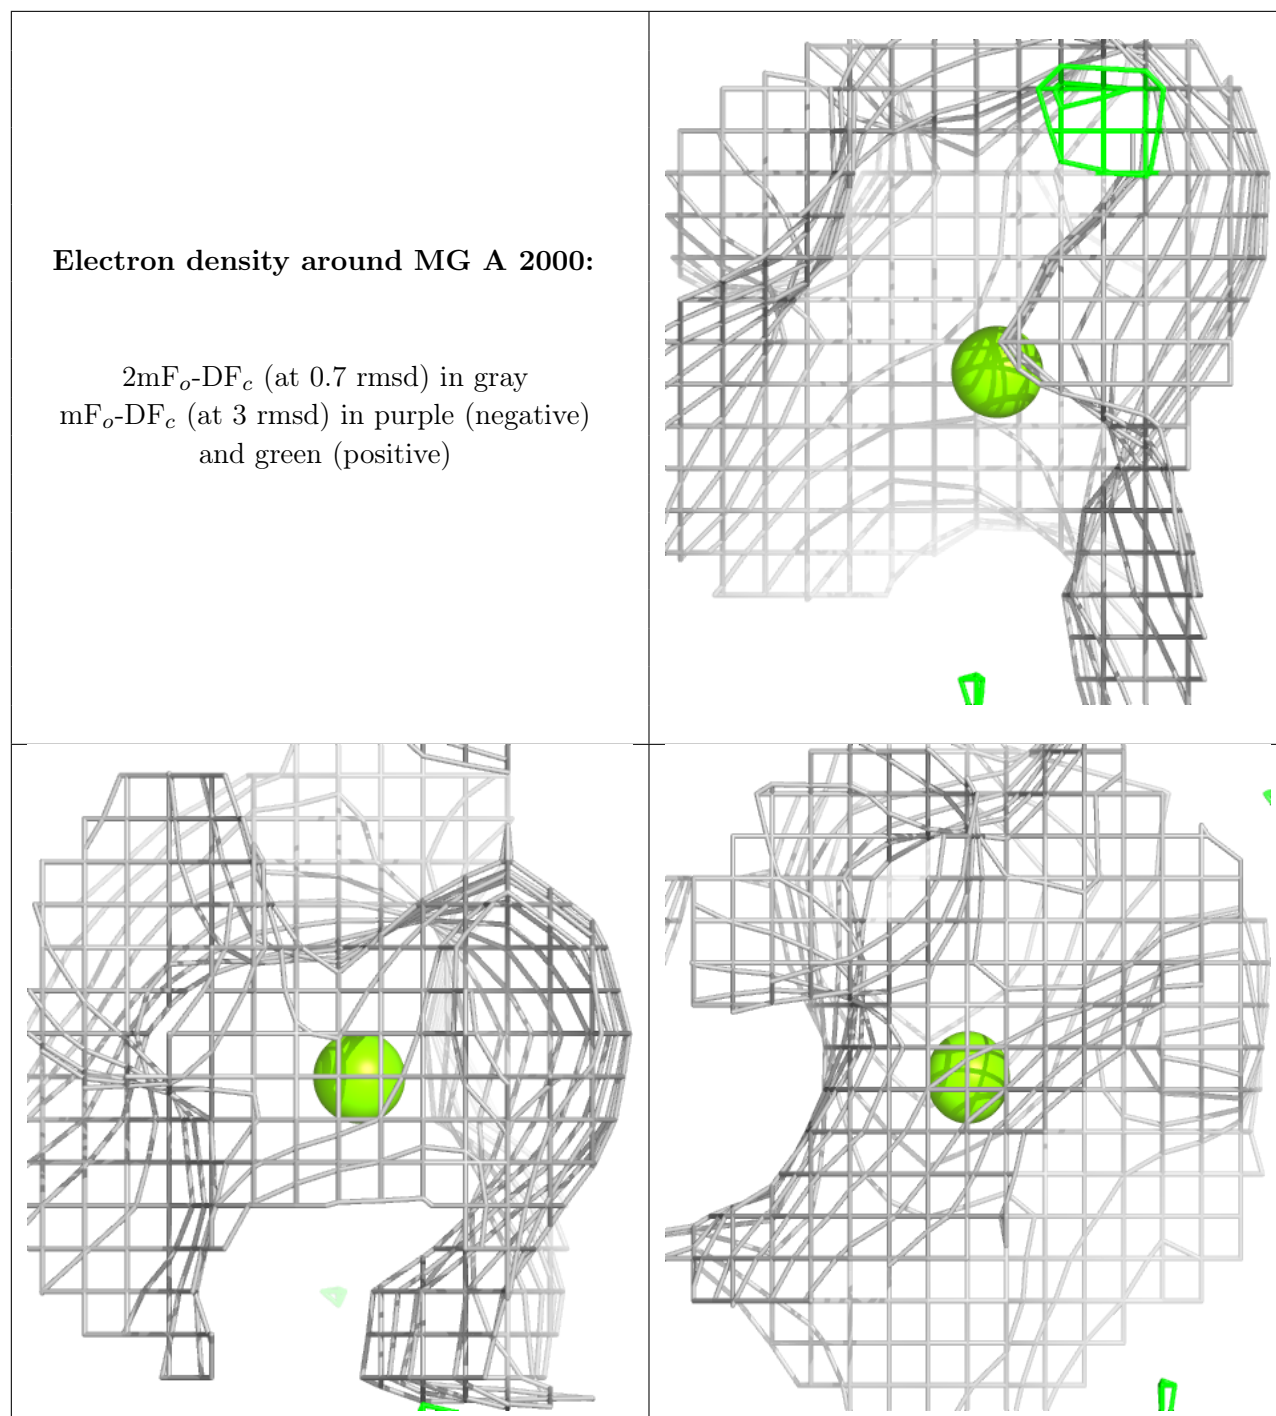 Electron density around MG A 2000:
2mFo-DFc (at 0.7 rmsd) in gray
mFo-DFc (at 3 rmsd) in purple (negative)
and green (positive)